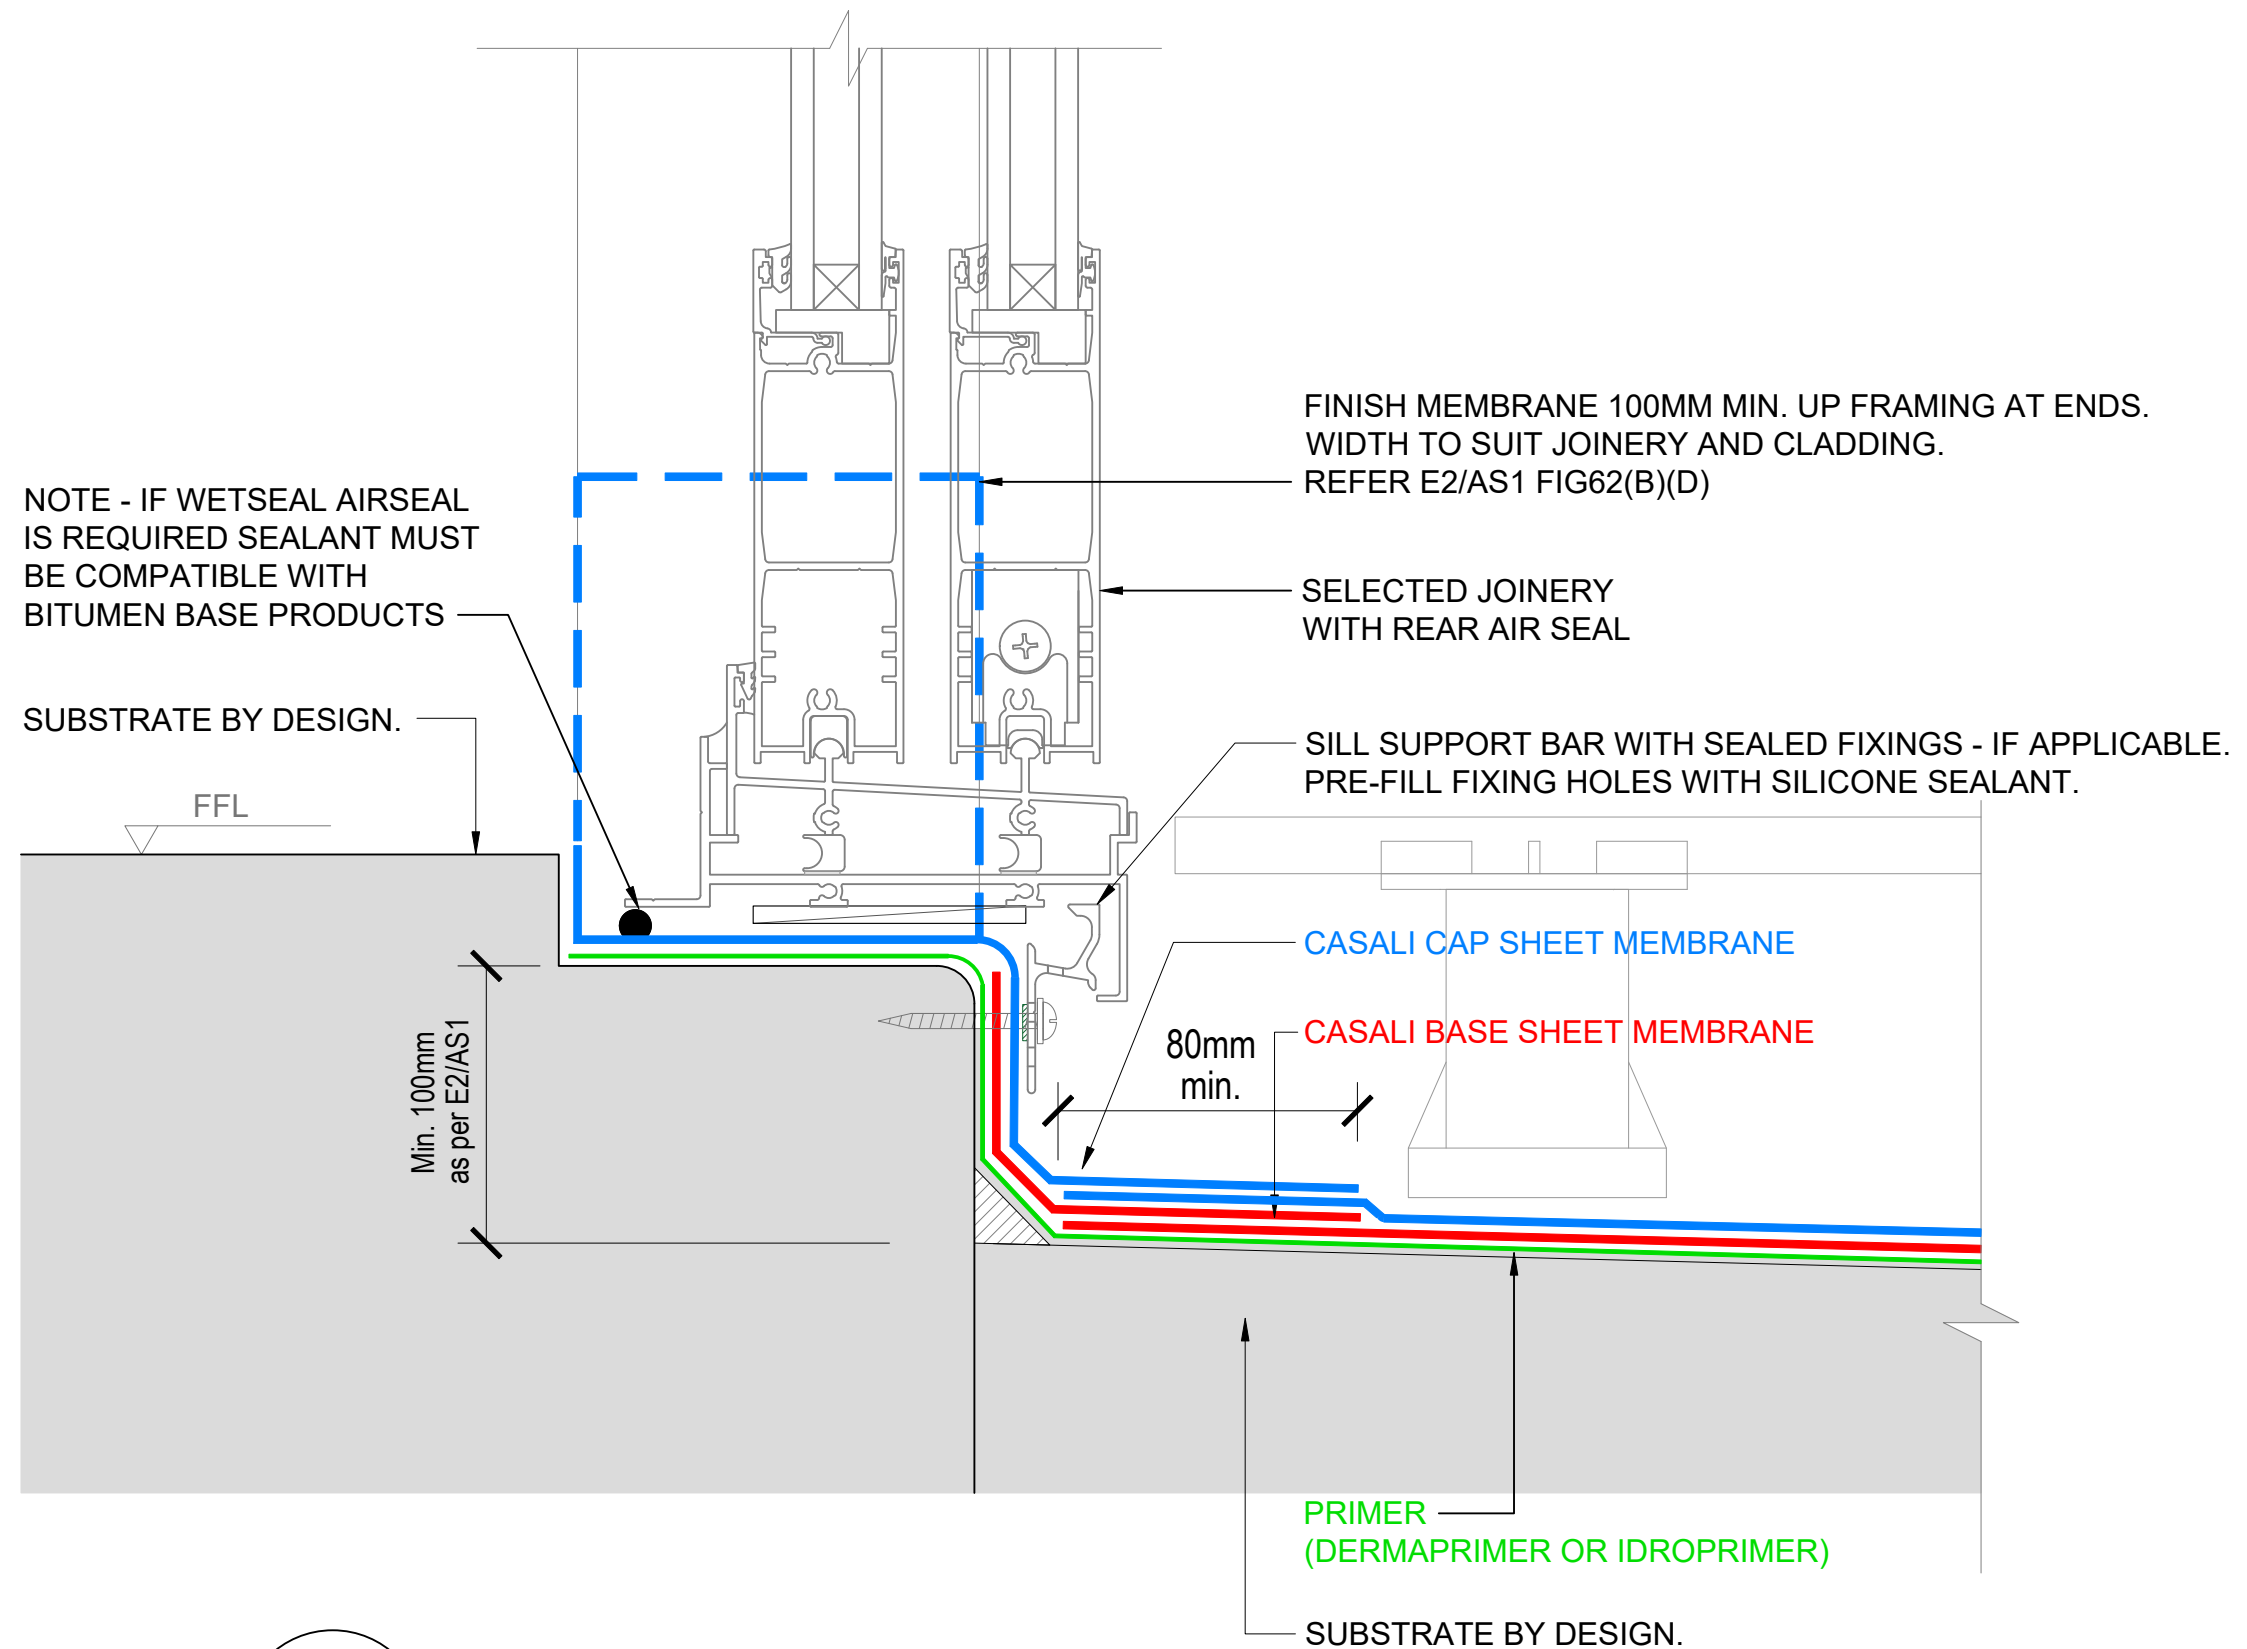 FINISH MEMBRANE 100MM MIN. UP FRAMING AT ENDS.
WIDTH TO SUIT JOINERY AND CLADDING.
REFER E2/AS1 FIG62(B)(D)
NOTE - IF WETSEAL AIRSEAL
IS REQUIRED SEALANT MUST
BE COMPATIBLE WITH
BITUMEN BASE PRODUCTS
SELECTED JOINERY
WITH REAR AIR SEAL
SUBSTRATE BY DESIGN.
SILL SUPPORT BAR WITH SEALED FIXINGS - IF APPLICABLE.
PRE-FILL FIXING HOLES WITH SILICONE SEALANT.
FFL
CASALI CAP SHEET MEMBRANE
CASALI BASE SHEET MEMBRANE
80mm
min.
Min. 100mm
as per E2/AS1
PRIMER
(DERMAPRIMER OR IDROPRIMER)
SUBSTRATE BY DESIGN.